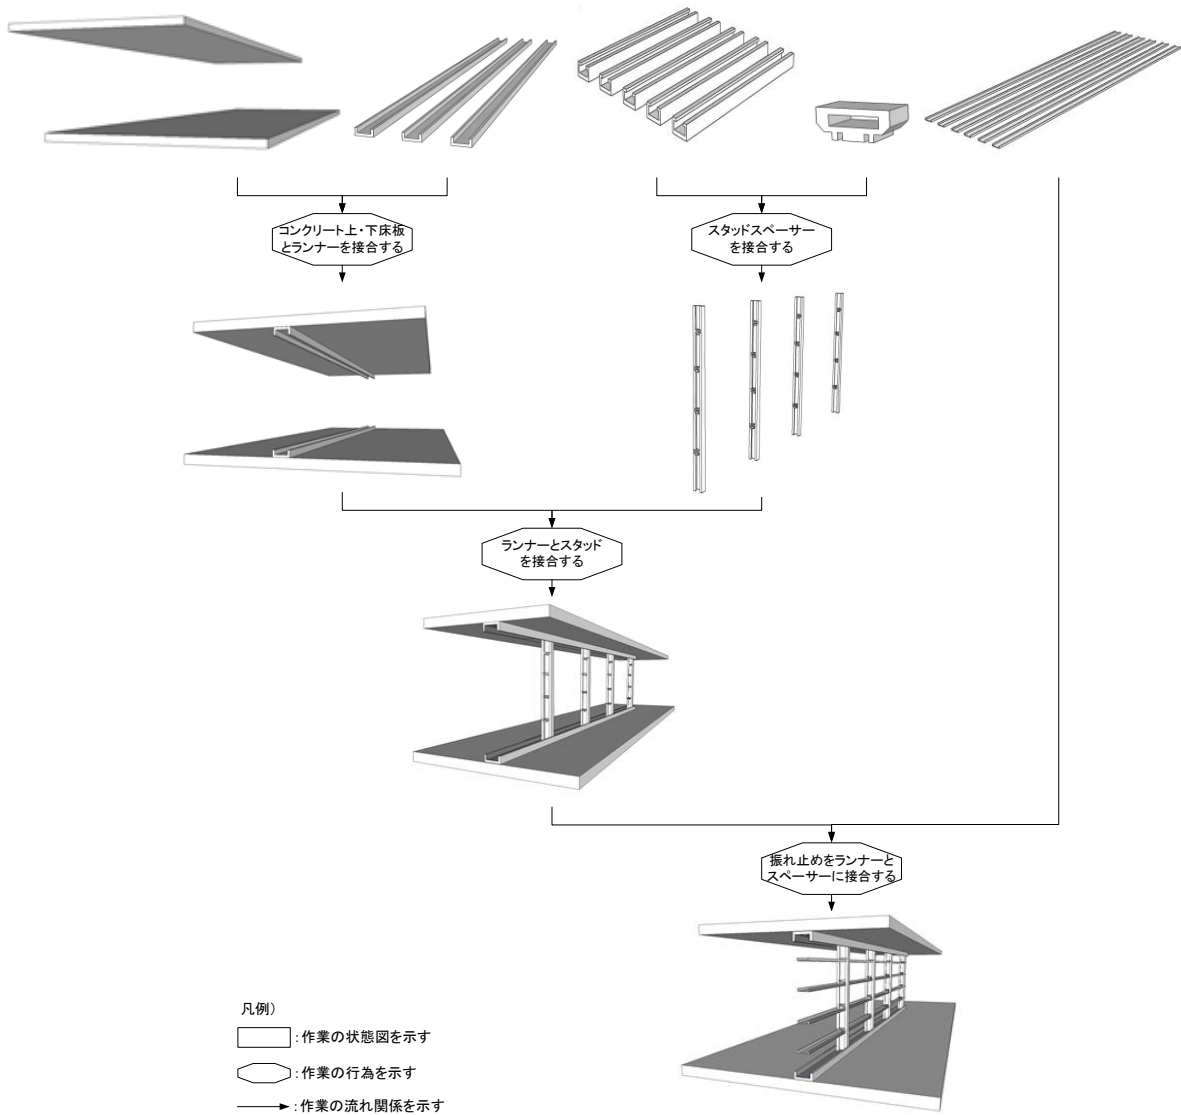 コンクリート上・下床板
とランナーを接合する
スタッドスペーサー
を接合する
ランナーとスタッド
を接合する
振れ止めをランナーと
スペーサーに接合する
凡例）
：作業の状態図を示す
：作業の行為を示す
：作業の流れ関係を示す